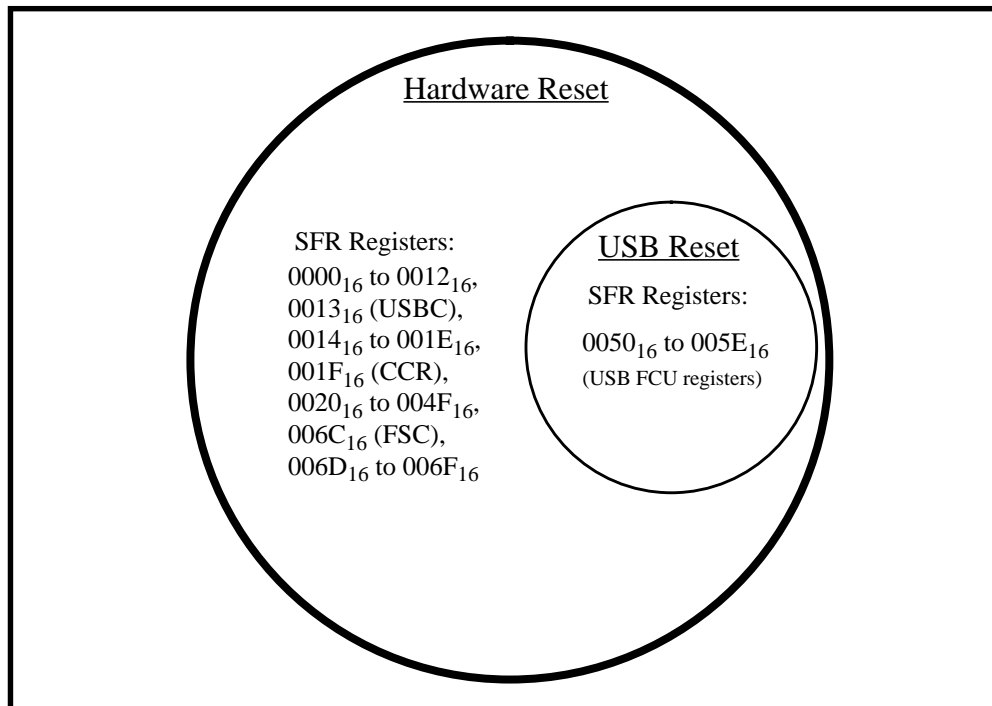 Hardware Reset
SFR Registers:
0000₁₆ to 0012₁₆,
0013₁₆ (USBC),
0014₁₆ to 001E₁₆,
001F₁₆ (CCR),
0020₁₆ to 004F₁₆,
006C₁₆ (FSC),
006D₁₆ to 006F₁₆
USB Reset
SFR Registers:
0050₁₆ to 005E₁₆
(USB FCU registers)